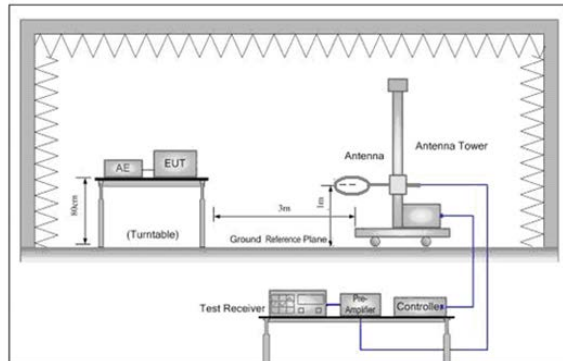 Antenna Tower
Antenna
EUT
AE
80cm
(Turntable)
3m
1m
Ground Reference Plane
Test Receiver
Pre-
Amplifier
Controller